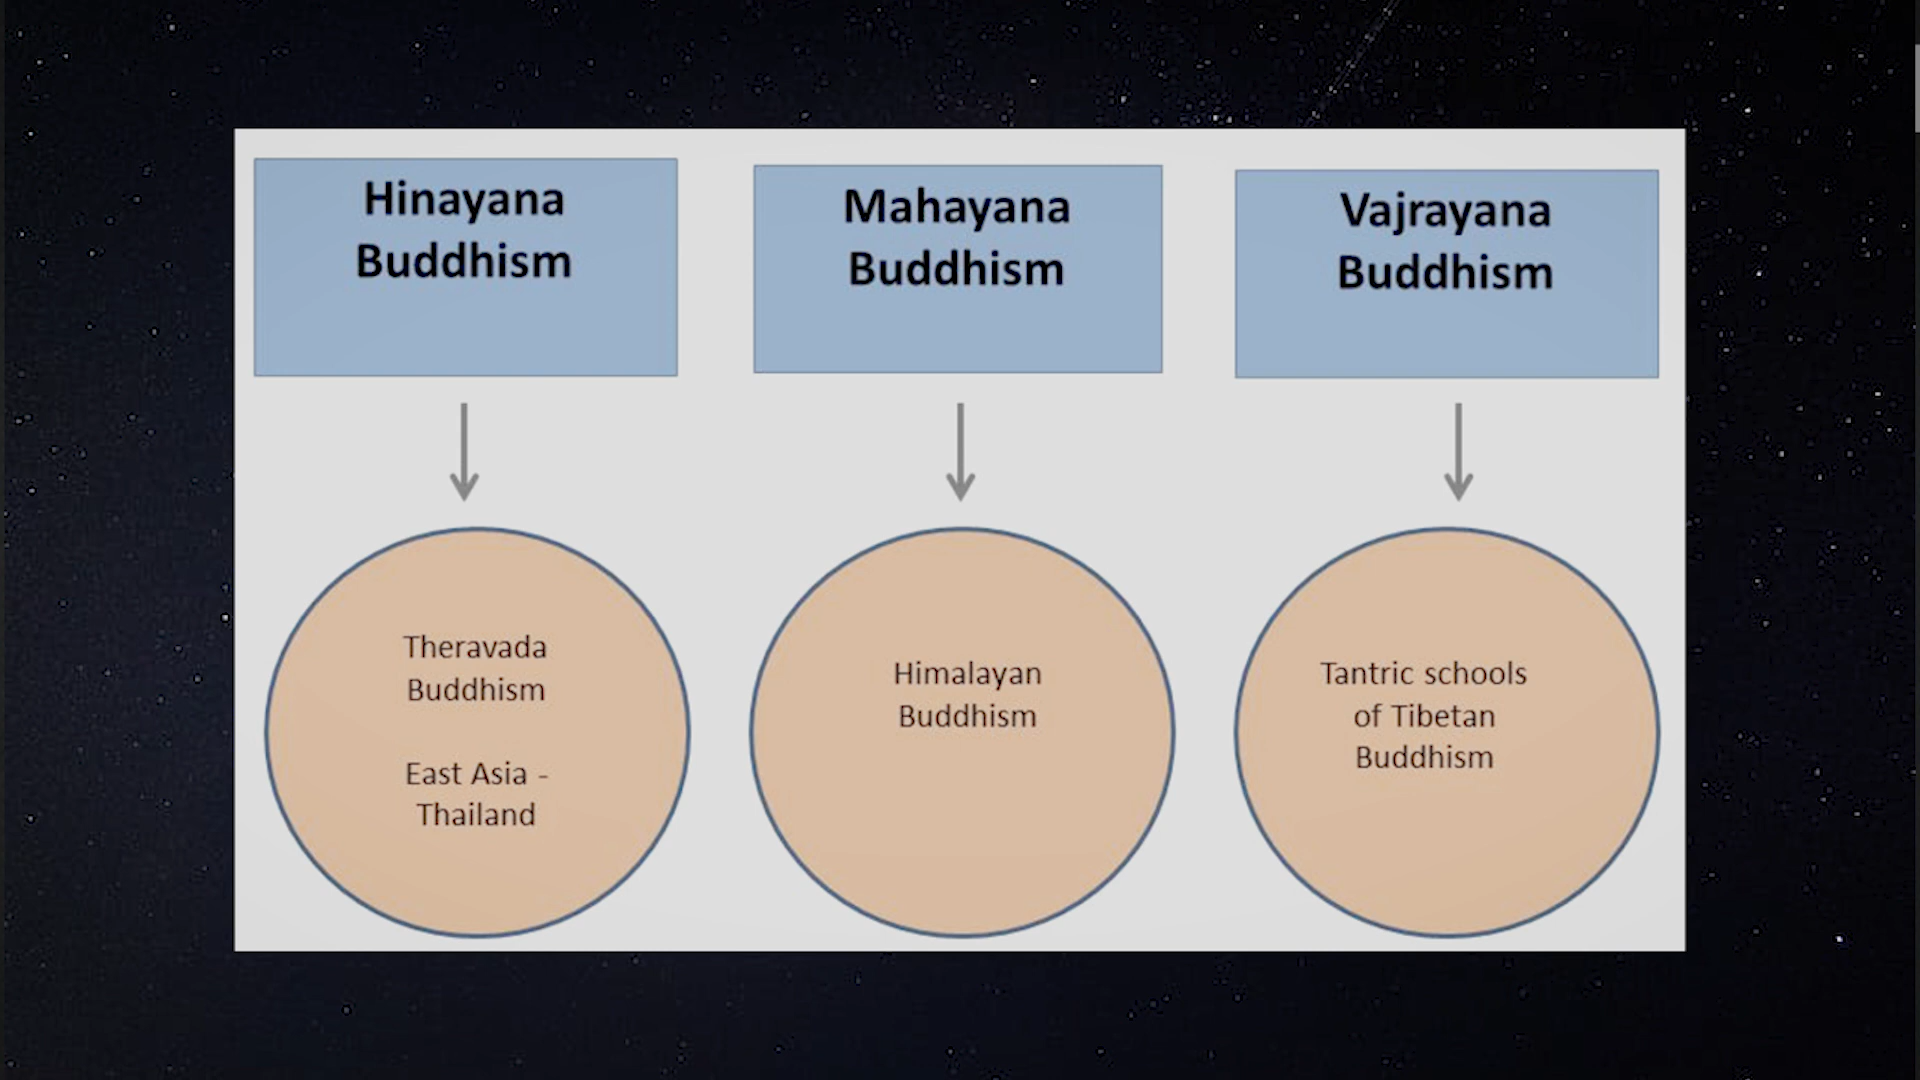 Hinayana
Buddhism
Mahayana
Buddhism
Vajrayana
Buddhism
Theravada
Buddhism
East Asia -
Thailand
Himalayan
Buddhism
Tantric schools
of Tibetan
Buddhism